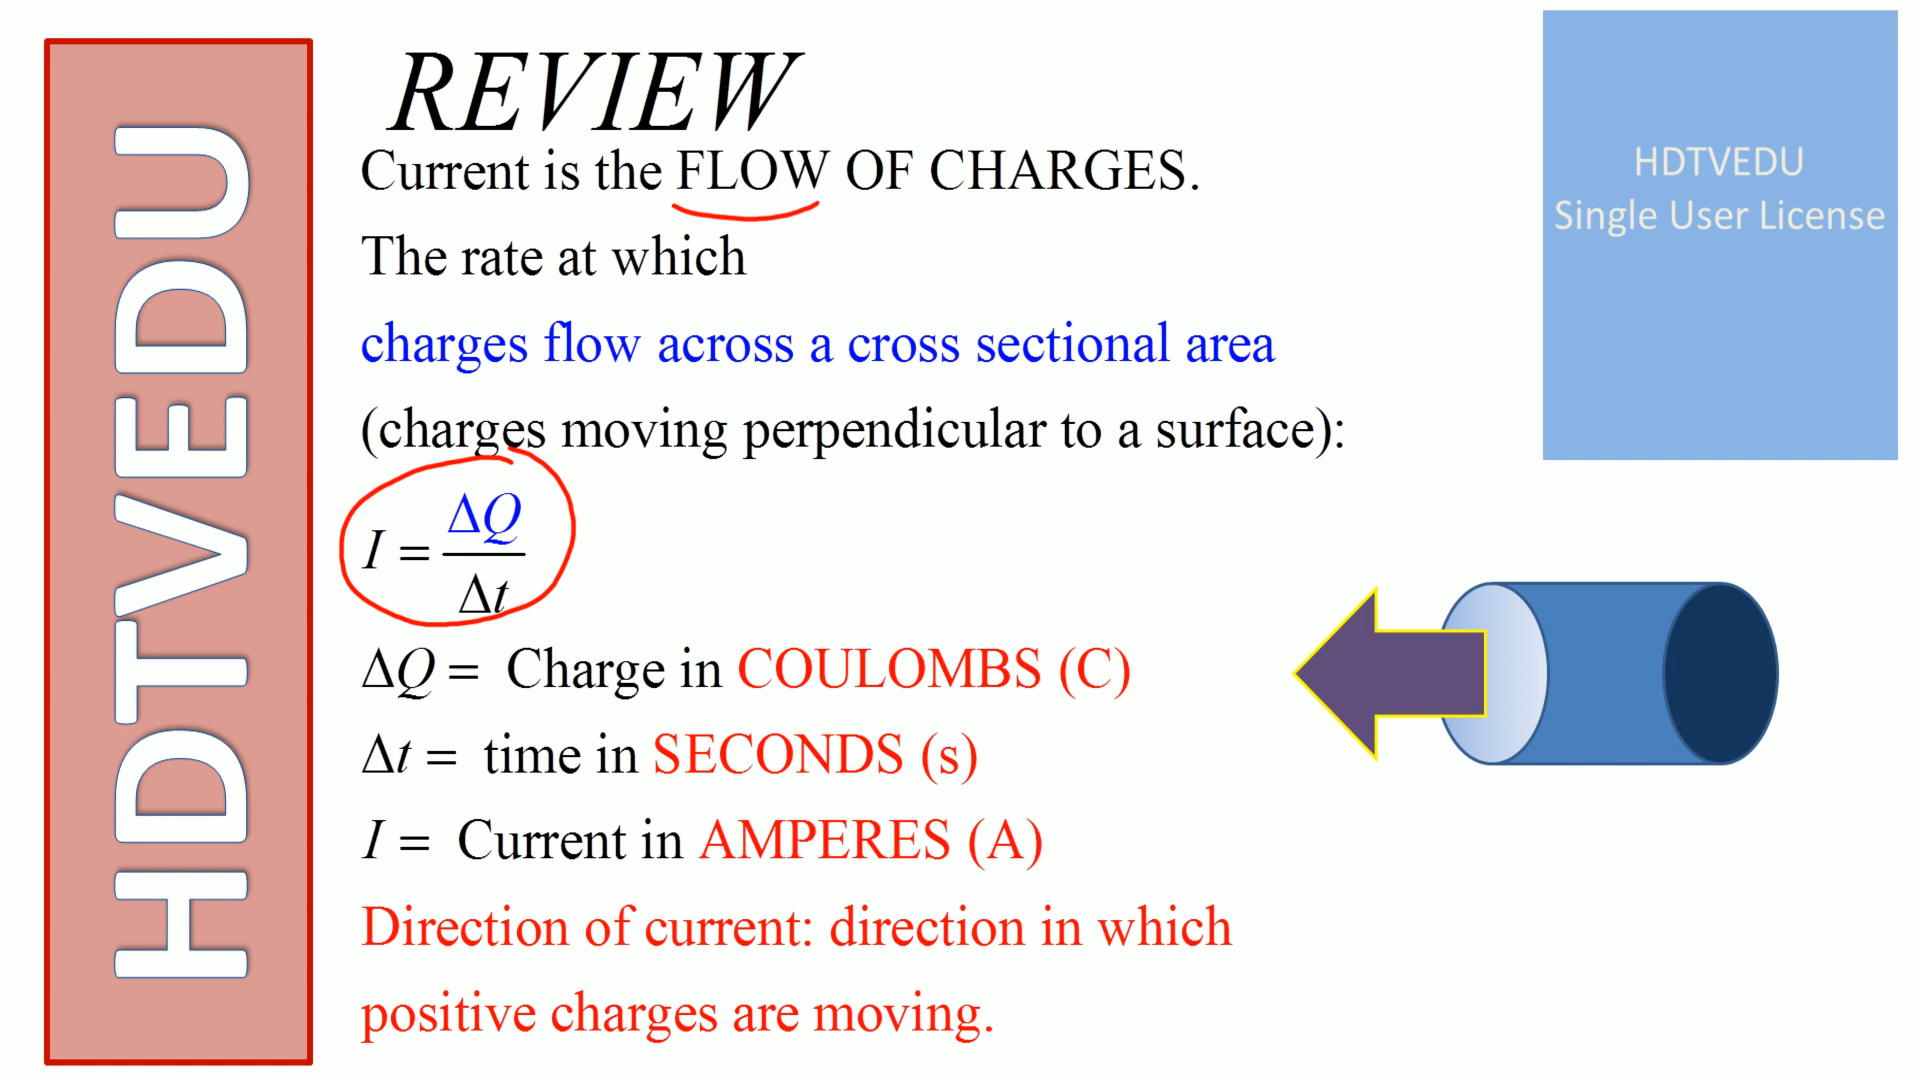 HDTVEDU
REVIEW
Current is the FLOW OF CHARGES.
The rate at which
charges flow across a cross sectional area
(charges moving perpendicular to a surface):
I = ΔQ/Δt
ΔQ = Charge in COULOMBS (C)
Δt = time in SECONDS (s)
I = Current in AMPERES (A)
Direction of current: direction in which
positive charges are moving.
HDTVEDU
Single User License